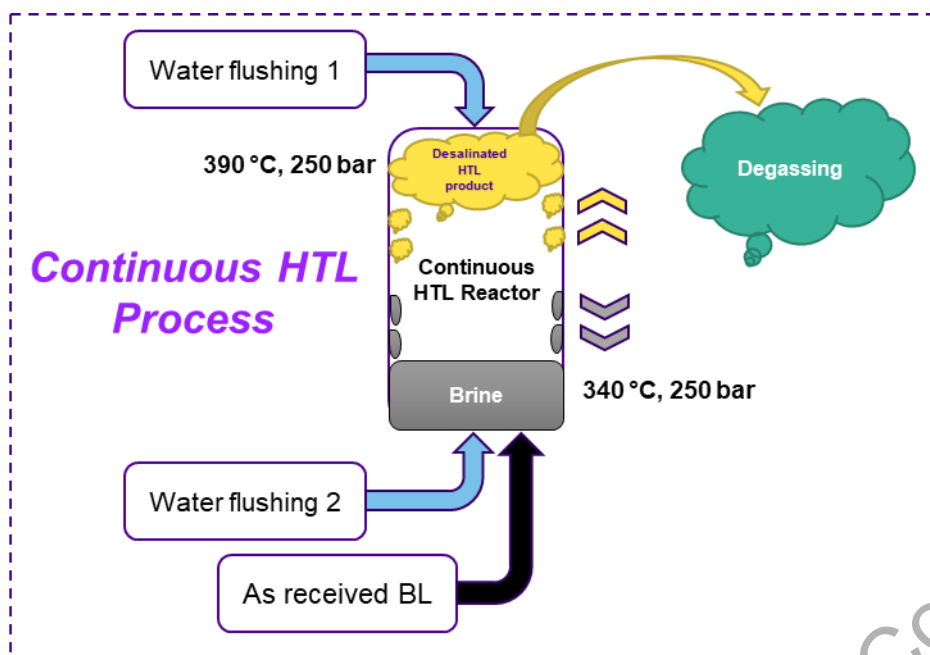 Water flushing 1
390 °C, 250 bar
Desalinated
HTL
product
Degassing
Continuous HTL
Process
Continuous
HTL Reactor
Brine
340 °C, 250 bar
Water flushing 2
As received BL